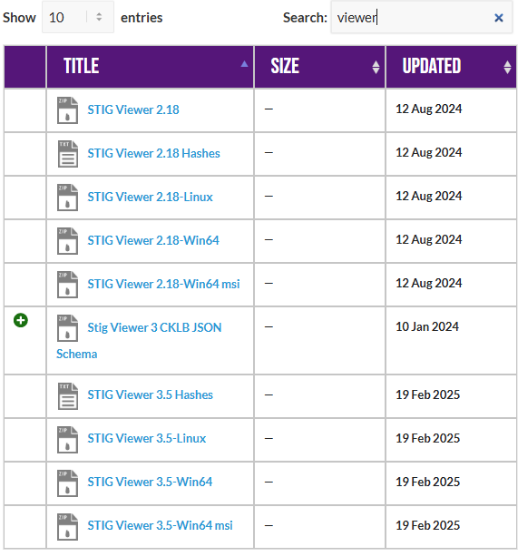 Show 10 entries Search: viewer
TITLE SIZE UPDATED
ZIP STIG Viewer 2.18 — 12 Aug 2024
TXT STIG Viewer 2.18 Hashes — 12 Aug 2024
ZIP STIG Viewer 2.18-Linux — 12 Aug 2024
ZIP STIG Viewer 2.18-Win64 — 12 Aug 2024
ZIP STIG Viewer 2.18-Win64 msi — 12 Aug 2024
ZIP Stig Viewer 3 CKLB JSON — 10 Jan 2024
Schema
TXT STIG Viewer 3.5 Hashes — 19 Feb 2025
ZIP STIG Viewer 3.5-Linux — 19 Feb 2025
ZIP STIG Viewer 3.5-Win64 — 19 Feb 2025
ZIP STIG Viewer 3.5-Win64 msi — 19 Feb 2025